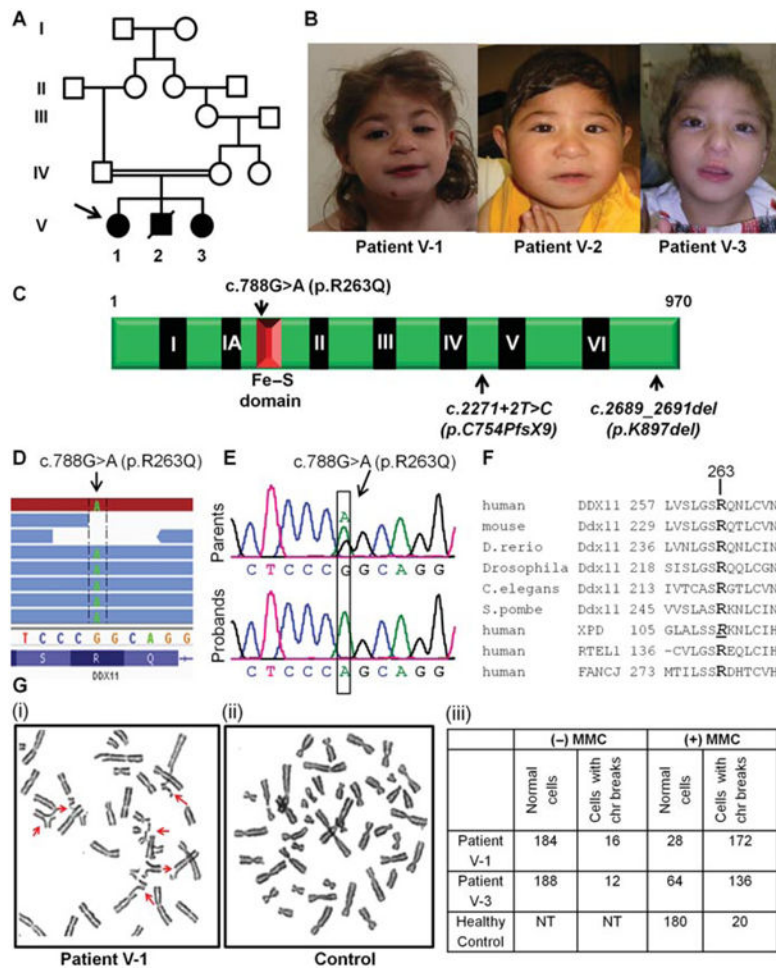 A
I
II
III
IV
V
1 2 3
B
Patient V-1 Patient V-2 Patient V-3
C
c.788G>A (p.R263Q)
1 970
I IA II III IV V VI
Fe–S
domain
c.2271+2T>C
(p.C754PfsX9)
c.2689_2691del
(p.K897del)
D
c.788G>A (p.R263Q)
A
A
A
A
A
A
T C C C G G C A G G
S R Q
DDX11
E
c.788G>A (p.R263Q)
Parents
A
G
C T C C C G G C A G G
Probands
C T C C C A G C A G G
F
263
human DDX11 257 LVSLGSRQNLCVN
mouse Ddx11 229 LVSLGSRQTLCVN
D.rerio Ddx11 236 LVNLGSRQNLCIN
Drosophila Ddx11 218 SISLGSRQQLCGN
C.elegans Ddx11 213 IVTCASRGTLCVN
S.pombe Ddx11 245 VVSLASRKNLCIN
human XPD 105 GLALSSRKNLCIH
human RTEL1 136 -CVLGSREQLCIH
human FANCJ 273 MTILSSRDHTCVH
G
(i)
Patient V-1
(ii)
Control
(iii)
(–) MMC (+) MMC
Normal cells Cells with chr breaks Normal cells Cells with chr breaks
Patient V-1 184 16 28 172
Patient V-3 188 12 64 136
Healthy Control NT NT 180 20